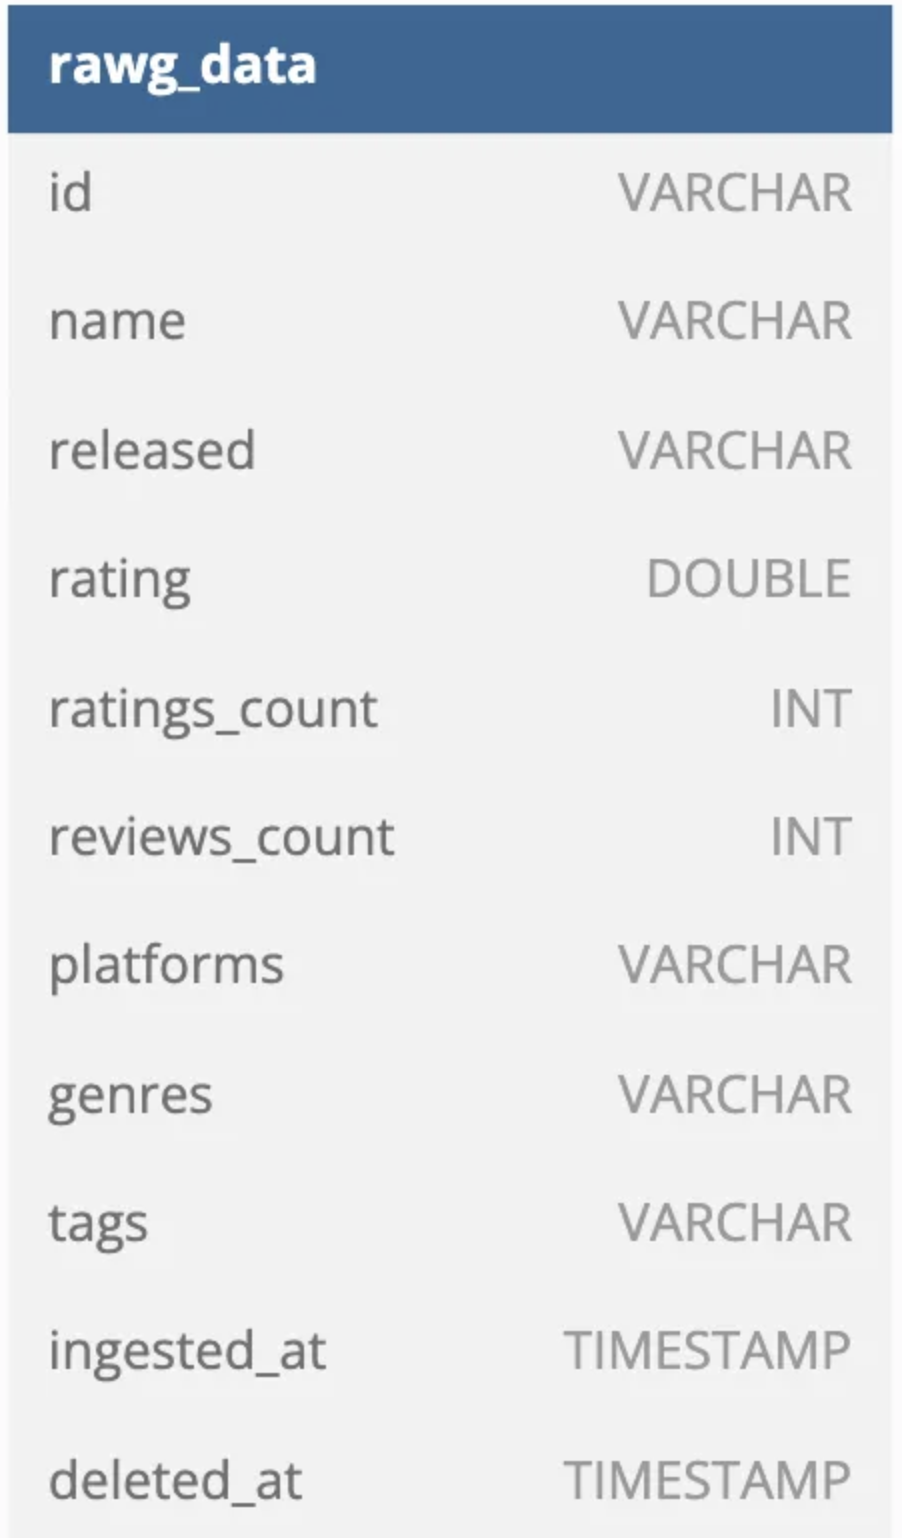 rawg_data
id VARCHAR
name VARCHAR
released VARCHAR
rating DOUBLE
ratings_count INT
reviews_count INT
platforms VARCHAR
genres VARCHAR
tags VARCHAR
ingested_at TIMESTAMP
deleted_at TIMESTAMP